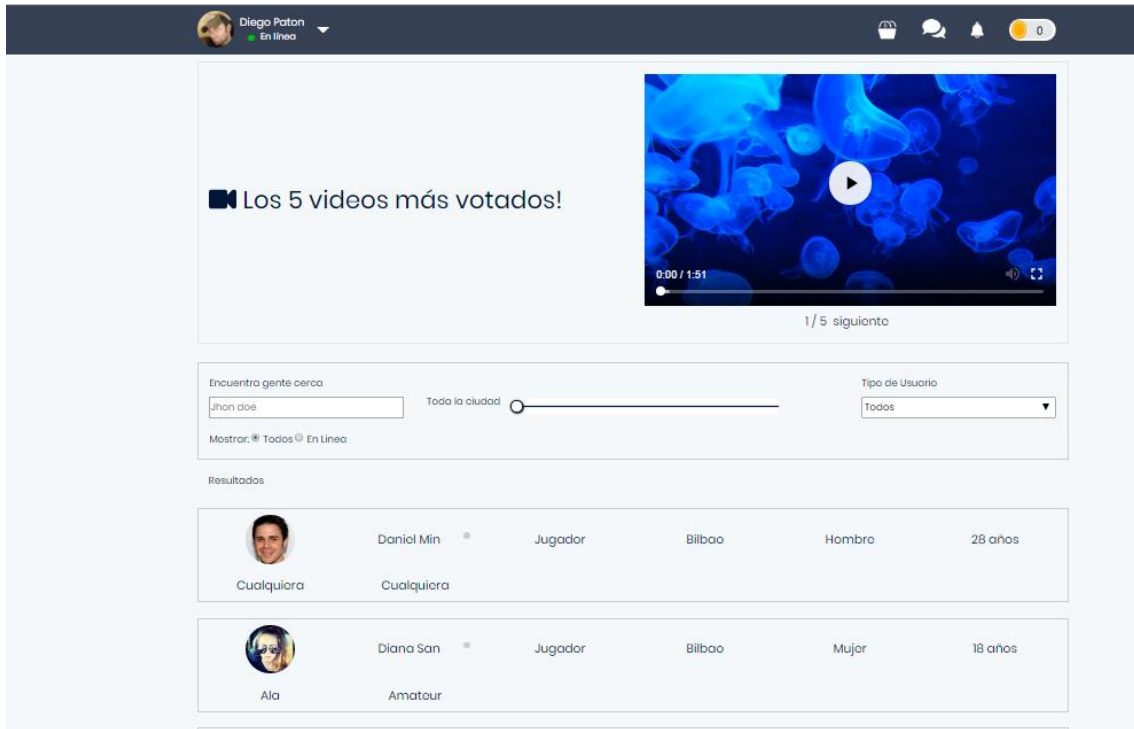 Diego Paton
En línea
0
Los 5 videos más votados!
0:00 / 1:51
1 / 5 siguiente
Encuentra gente cerca
Tipo de Usuario
Jhon doe
Toda la ciudad
Todos
Mostrar: Todos En Linea
Resultados
Daniel Min Jugador Bilbao Hombre 28 años
Cualquiera Cualquiera
Diana San Jugador Bilbao Mujer 18 años
Ala Amateur